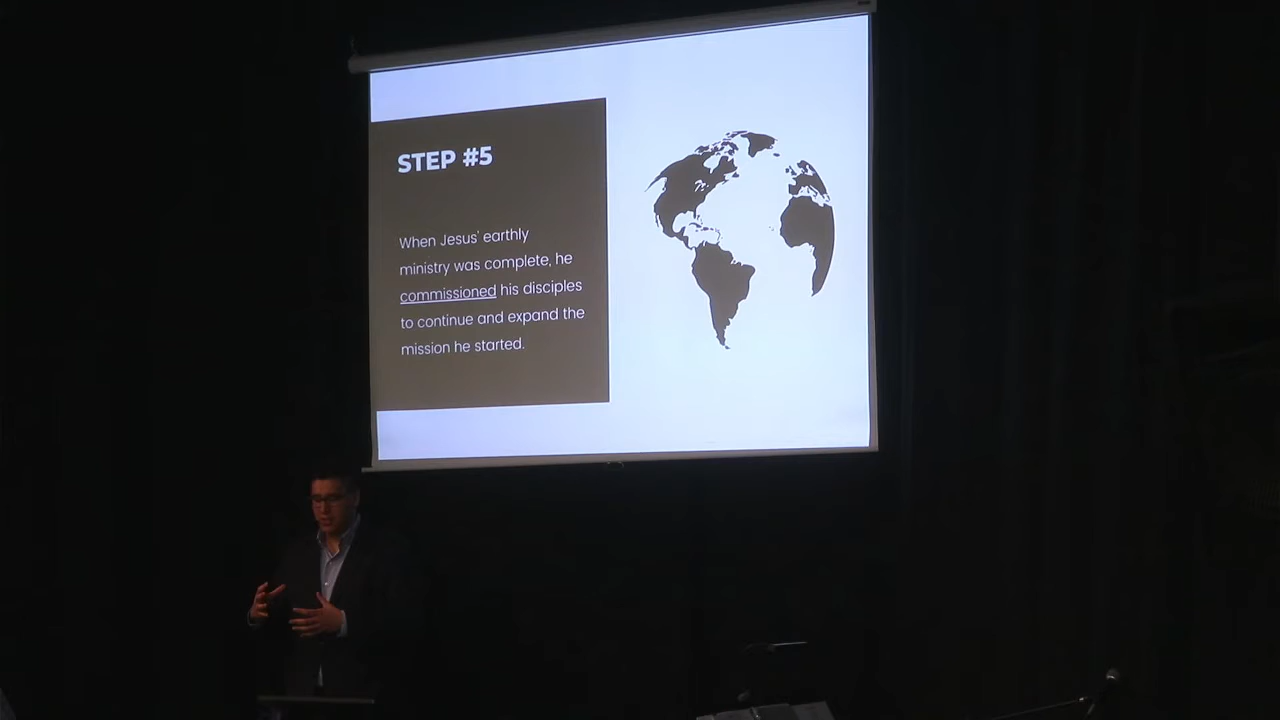 STEP #5
When Jesus' earthly
ministry was complete, he
commissioned his disciples
to continue and expand the
mission he started.